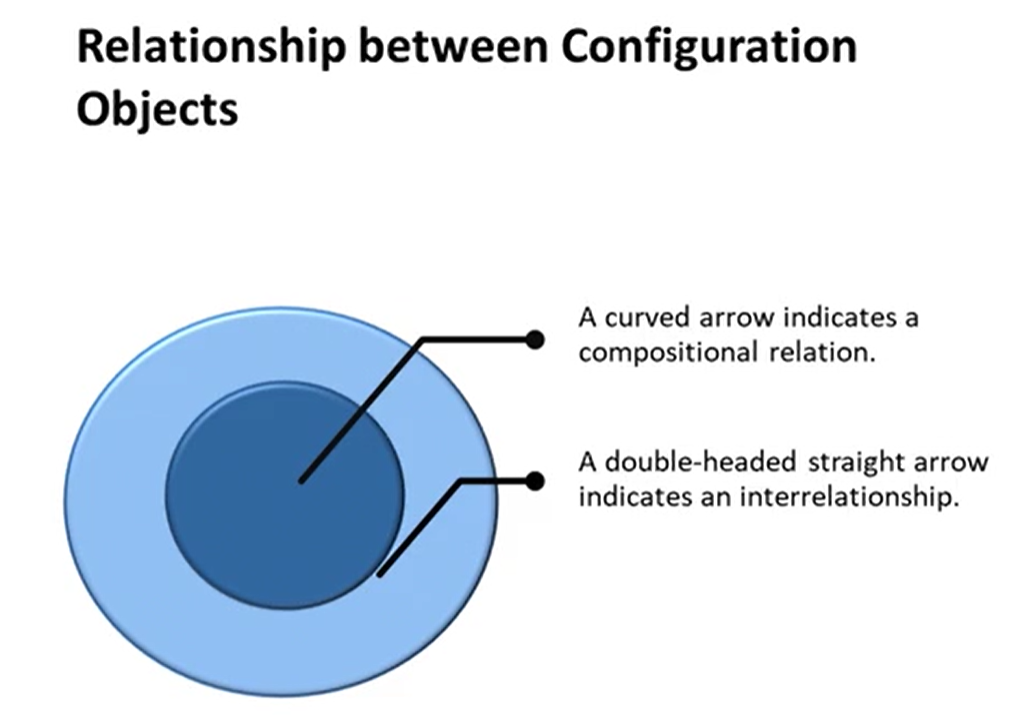 Relationship between Configuration
Objects
A curved arrow indicates a
compositional relation.
A double-headed straight arrow
indicates an interrelationship.